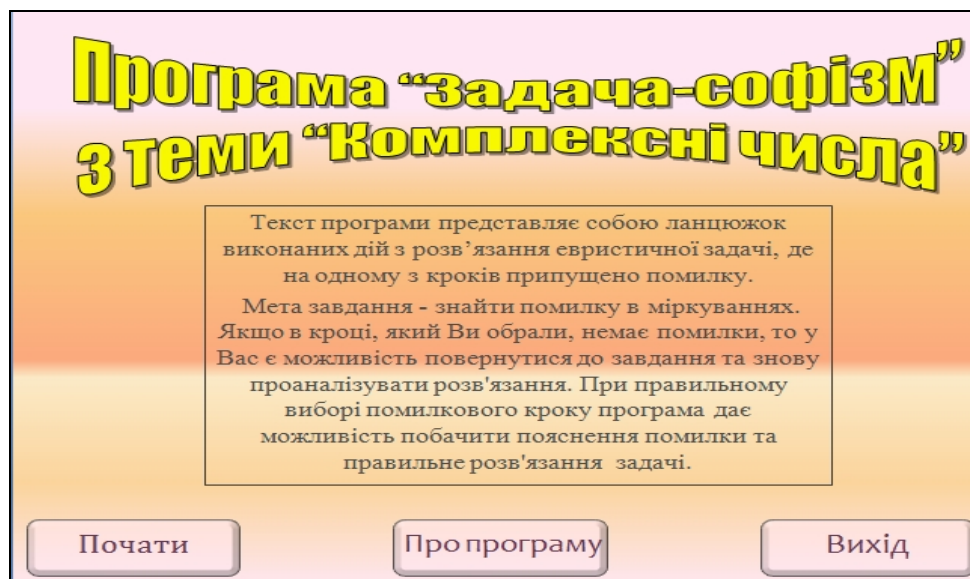 Програма “Задача-софізм”
з теми “Комплексні числа”
Текст програми представляє собою ланцюжок
виконаних дій з розв’язання евристичної задачі, де
на одному з кроків припущено помилку.
Мета завдання - знайти помилку в міркуваннях.
Якщо в кроці, який Ви обрали, немає помилки, то у
Вас є можливість повернутися до завдання та знову
проаналізувати розв'язання. При правильному
виборі помилкового кроку програма дає
можливість побачити пояснення помилки та
правильне розв'язання задачі.
Почати
Про програму
Вихід